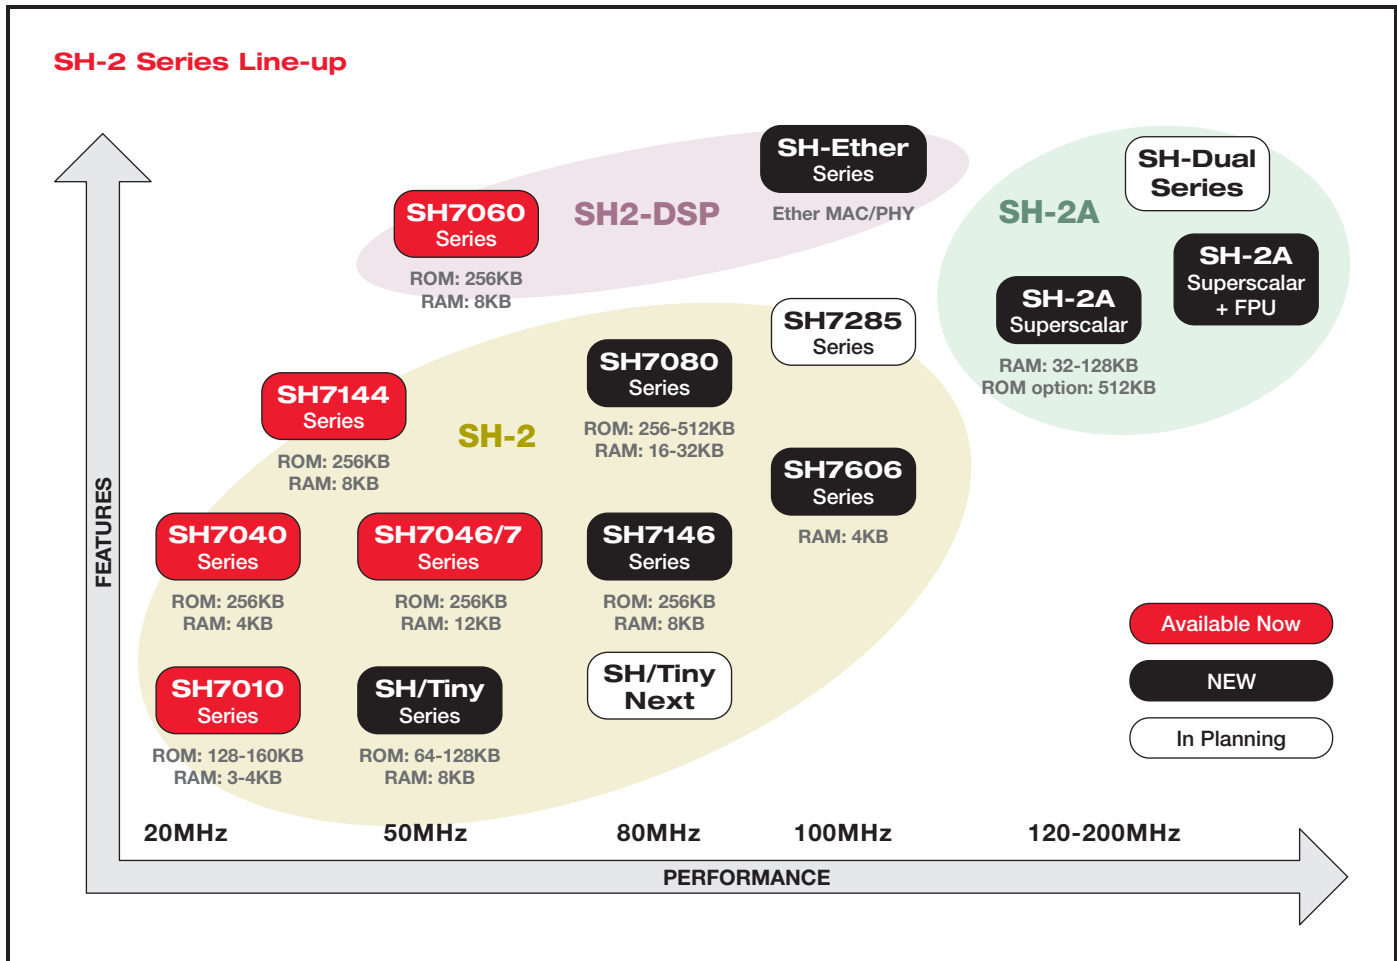 SH-2 Series Line-up
SH-Ether
Series
Ether MAC/PHY
SH-Dual
Series
SH7060
Series
ROM: 256KB
RAM: 8KB
SH2-DSP
SH-2A
SH-2A
Superscalar
+ FPU
SH-2A
Superscalar
RAM: 32-128KB
ROM option: 512KB
SH7285
Series
SH7080
Series
ROM: 256-512KB
RAM: 16-32KB
SH7144
Series
ROM: 256KB
RAM: 8KB
SH-2
SH7606
Series
RAM: 4KB
SH7040
Series
ROM: 256KB
RAM: 4KB
SH7046/7
Series
ROM: 256KB
RAM: 12KB
SH7146
Series
ROM: 256KB
RAM: 8KB
SH7010
Series
ROM: 128-160KB
RAM: 3-4KB
SH/Tiny
Series
ROM: 64-128KB
RAM: 8KB
SH/Tiny
Next
Available Now
NEW
In Planning
FEATURES
20MHz
50MHz
80MHz
100MHz
120-200MHz
PERFORMANCE